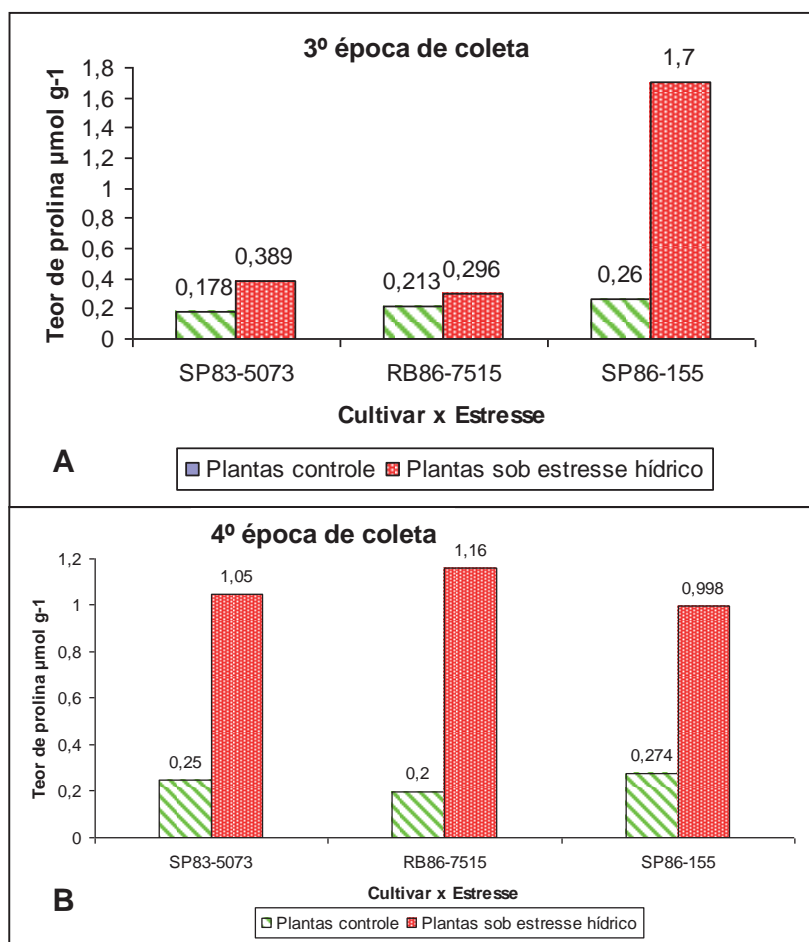 3º época de coleta
Teor de prolina µmol g-1
1,8
1,6
1,4
1,2
1
0,8
0,6
0,4
0,2
0
0,178
0,389
0,213
0,296
0,26
1,7
SP83-5073
RB86-7515
SP86-155
Cultivar x Estresse
A
Plantas controle
Plantas sob estresse hídrico
4º época de coleta
Teor de prolina µmol g-1
1,2
1
0,8
0,6
0,4
0,2
0
0,25
1,05
0,2
1,16
0,274
0,998
SP83-5073
RB86-7515
SP86-155
Cultivar x Estresse
B
Plantas controle
Plantas sob estresse hídrico